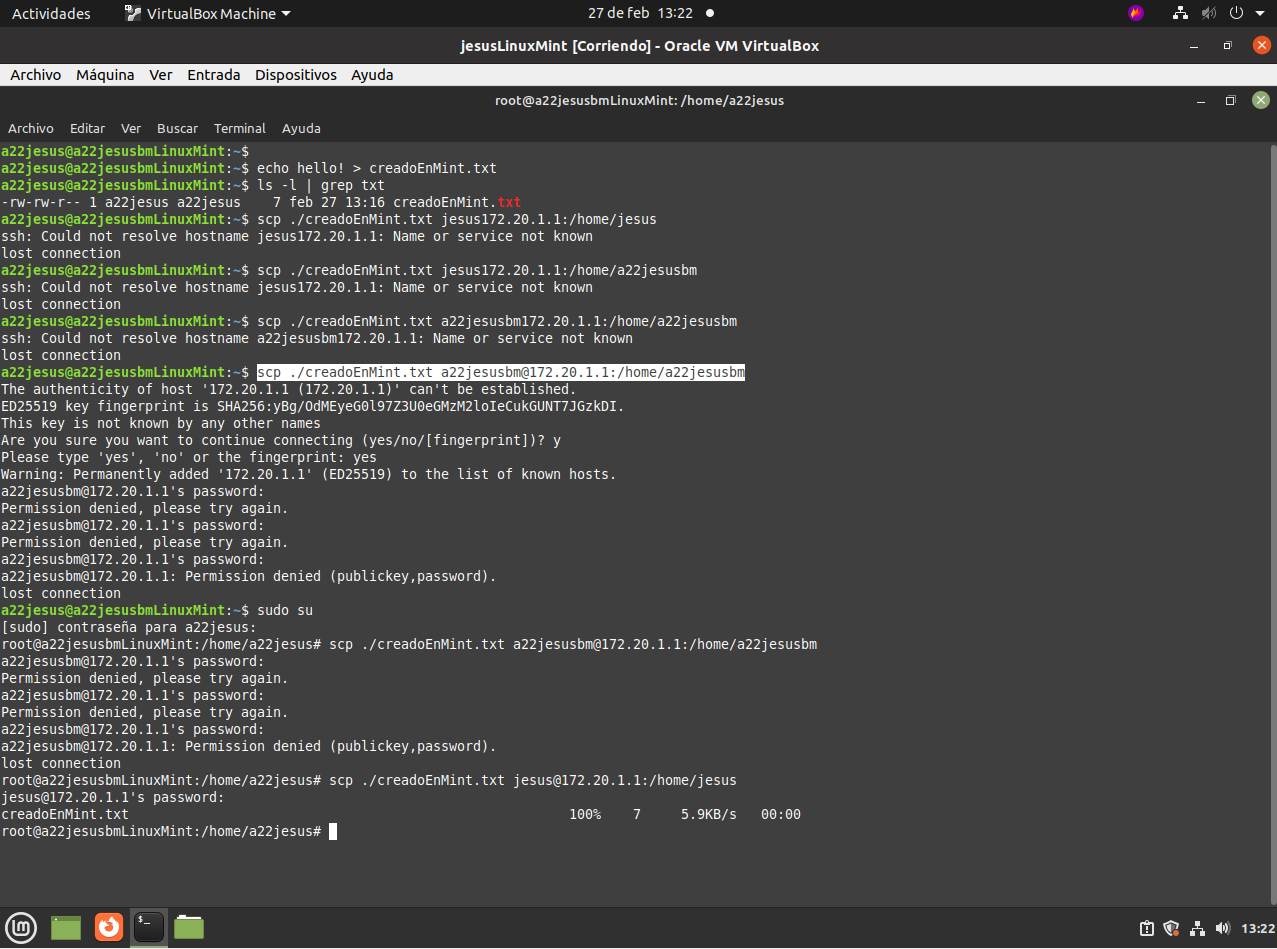 Actividades VirtualBox Machine 27 de feb 13:22
jesusLinuxMint [Corriendo] - Oracle VM VirtualBox
Archivo Máquina Ver Entrada Dispositivos Ayuda
root@a22jesusbmLinuxMint: /home/a22jesus
Archivo Editar Ver Buscar Terminal Ayuda
a22jesus@a22jesusbmLinuxMint:~$
a22jesus@a22jesusbmLinuxMint:~$ echo hello! > creadoEnMint.txt
a22jesus@a22jesusbmLinuxMint:~$ ls -l | grep txt
-rw-rw-r-- 1 a22jesus a22jesus    7 feb 27 13:16 creadoEnMint.txt
a22jesus@a22jesusbmLinuxMint:~$ scp ./creadoEnMint.txt jesus172.20.1.1:/home/jesus
ssh: Could not resolve hostname jesus172.20.1.1: Name or service not known
lost connection
a22jesus@a22jesusbmLinuxMint:~$ scp ./creadoEnMint.txt jesus172.20.1.1:/home/a22jesusbm
ssh: Could not resolve hostname jesus172.20.1.1: Name or service not known
lost connection
a22jesus@a22jesusbmLinuxMint:~$ scp ./creadoEnMint.txt a22jesusbm172.20.1.1:/home/a22jesusbm
ssh: Could not resolve hostname a22jesusbm172.20.1.1: Name or service not known
lost connection
a22jesus@a22jesusbmLinuxMint:~$ scp ./creadoEnMint.txt a22jesusbm@172.20.1.1:/home/a22jesusbm
The authenticity of host '172.20.1.1 (172.20.1.1)' can't be established.
ED25519 key fingerprint is SHA256:yBg/OdMEyeG0l97Z3U0eGMzM2loIeCukGUNT7JGzkDI.
This key is not known by any other names
Are you sure you want to continue connecting (yes/no/[fingerprint])? y
Please type 'yes', 'no' or the fingerprint: yes
Warning: Permanently added '172.20.1.1' (ED25519) to the list of known hosts.
a22jesusbm@172.20.1.1's password:
Permission denied, please try again.
a22jesusbm@172.20.1.1's password:
Permission denied, please try again.
a22jesusbm@172.20.1.1's password:
a22jesusbm@172.20.1.1: Permission denied (publickey,password).
lost connection
a22jesus@a22jesusbmLinuxMint:~$ sudo su
[sudo] contraseña para a22jesus:
root@a22jesusbmLinuxMint:/home/a22jesus# scp ./creadoEnMint.txt a22jesusbm@172.20.1.1:/home/a22jesusbm
a22jesusbm@172.20.1.1's password:
Permission denied, please try again.
a22jesusbm@172.20.1.1's password:
Permission denied, please try again.
a22jesusbm@172.20.1.1's password:
a22jesusbm@172.20.1.1: Permission denied (publickey,password).
lost connection
root@a22jesusbmLinuxMint:/home/a22jesus# scp ./creadoEnMint.txt jesus@172.20.1.1:/home/jesus
jesus@172.20.1.1's password:
creadoEnMint.txt 100% 7 5.9KB/s 00:00
root@a22jesusbmLinuxMint:/home/a22jesus#
13:22